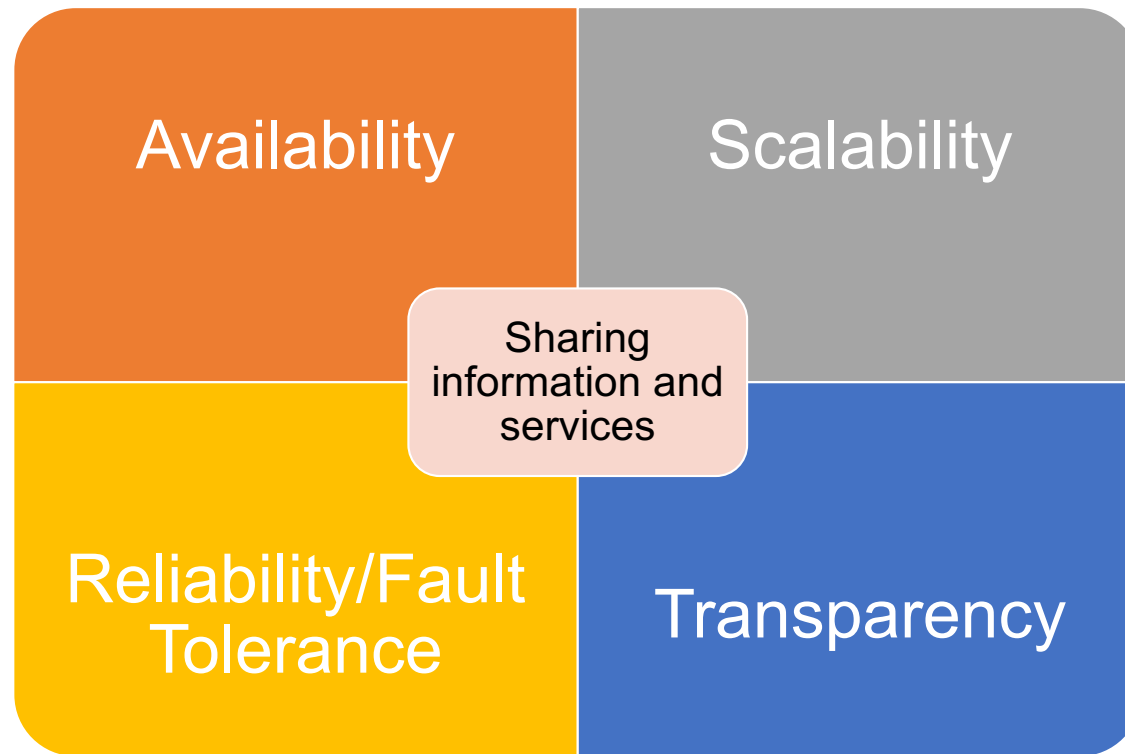 Availability
Scalability
Sharing
information and
services
Reliability/Fault
Tolerance
Transparency